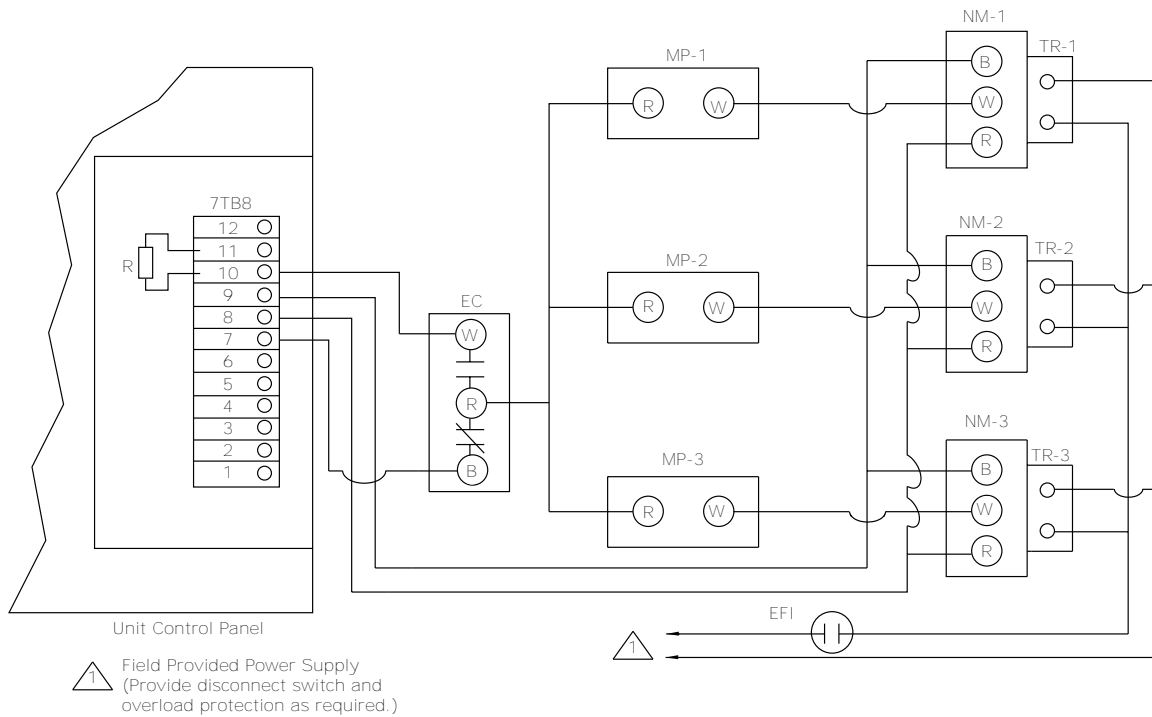 NM-1
TR-1
B
W
R
MP-1
R
W
7TB8
12
11
10
9
8
7
6
5
4
3
2
1
R
EC
W
R
B
MP-2
R
W
NM-2
TR-2
B
W
R
MP-3
R
W
NM-3
TR-3
B
W
R
EFI
1
Unit Control Panel
1
Field Provided Power Supply
(Provide disconnect switch and
overload protection as required.)